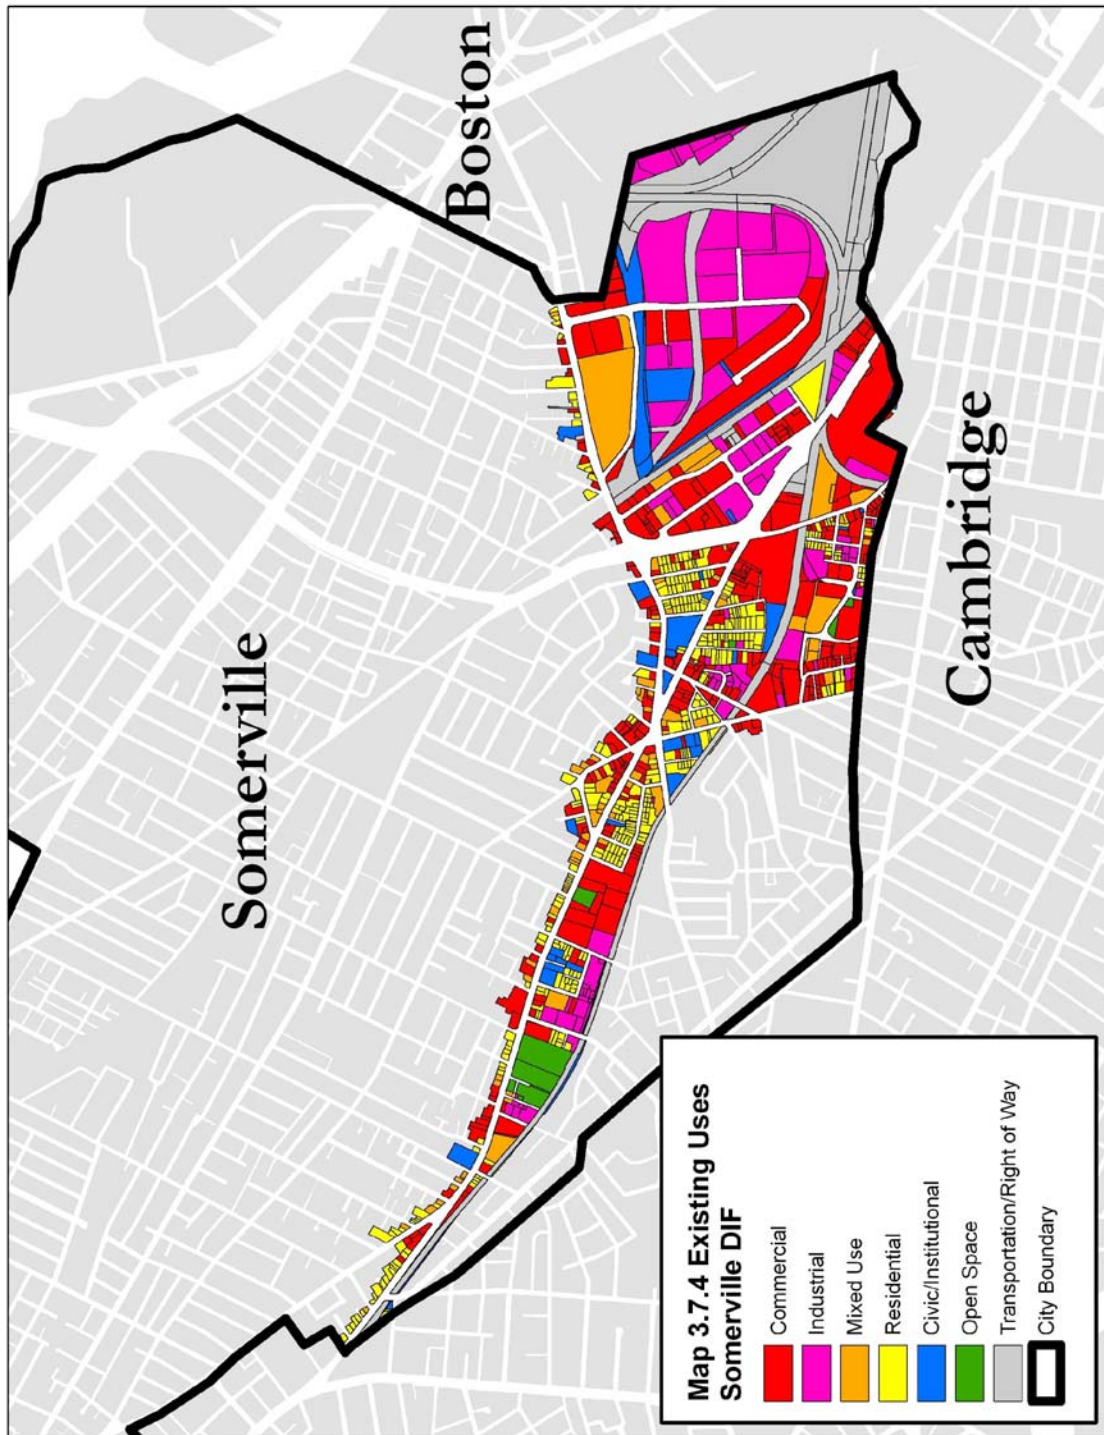 Somerville
Boston
Cambridge
Map 3.7.4 Existing Uses
Somerville DIF
Commercial
Industrial
Mixed Use
Residential
Civic/Institutional
Open Space
Transportation/Right of Way
City Boundary